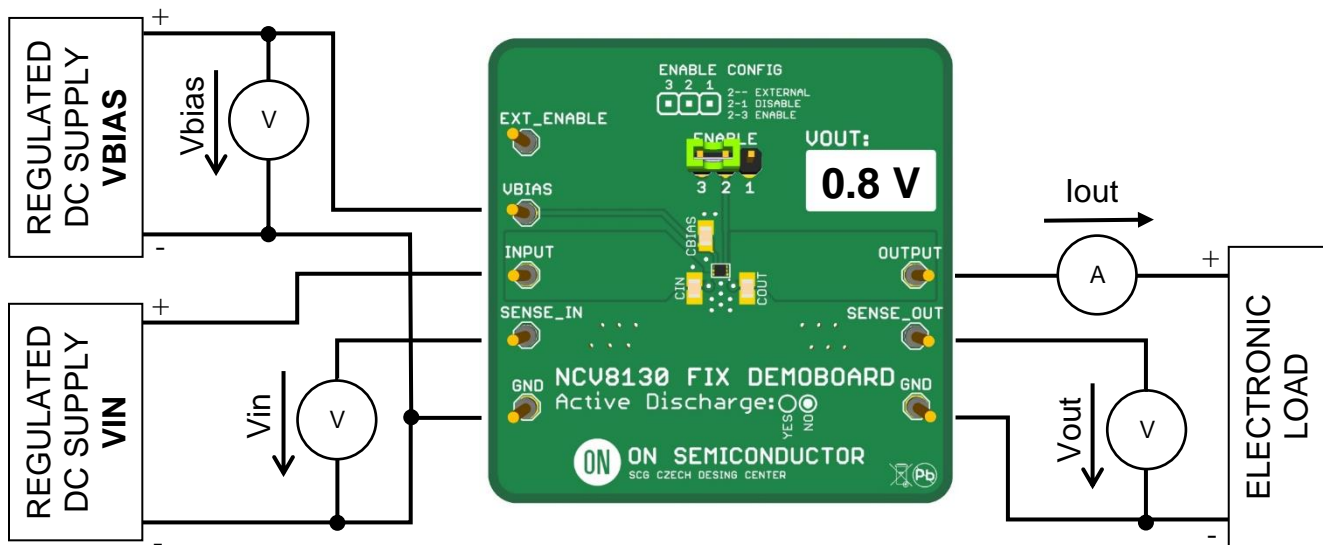 REGULATED
DC SUPPLY
VBIAS
+
-
Vbias
V
REGULATED
DC SUPPLY
VIN
+
-
Vin
V
ENABLE CONFIG
3 2 1
2-- EXTERNAL
2-1 DISABLE
2-3 ENABLE
EXT_ENABLE
ENABLE
3 2 1
VOUT:
0.8 V
VBIAS
CBIAS
INPUT
OUTPUT
CIN
COUT
SENSE_IN
SENSE_OUT
NCV8130 FIX DEMOBOARD
GND
GND
Active Discharge:
YES
NO
ON
ON SEMICONDUCTOR
SCG CZECH DESING CENTER
Pb
Iout
A
+
-
Vout
V
ELECTRONIC
LOAD